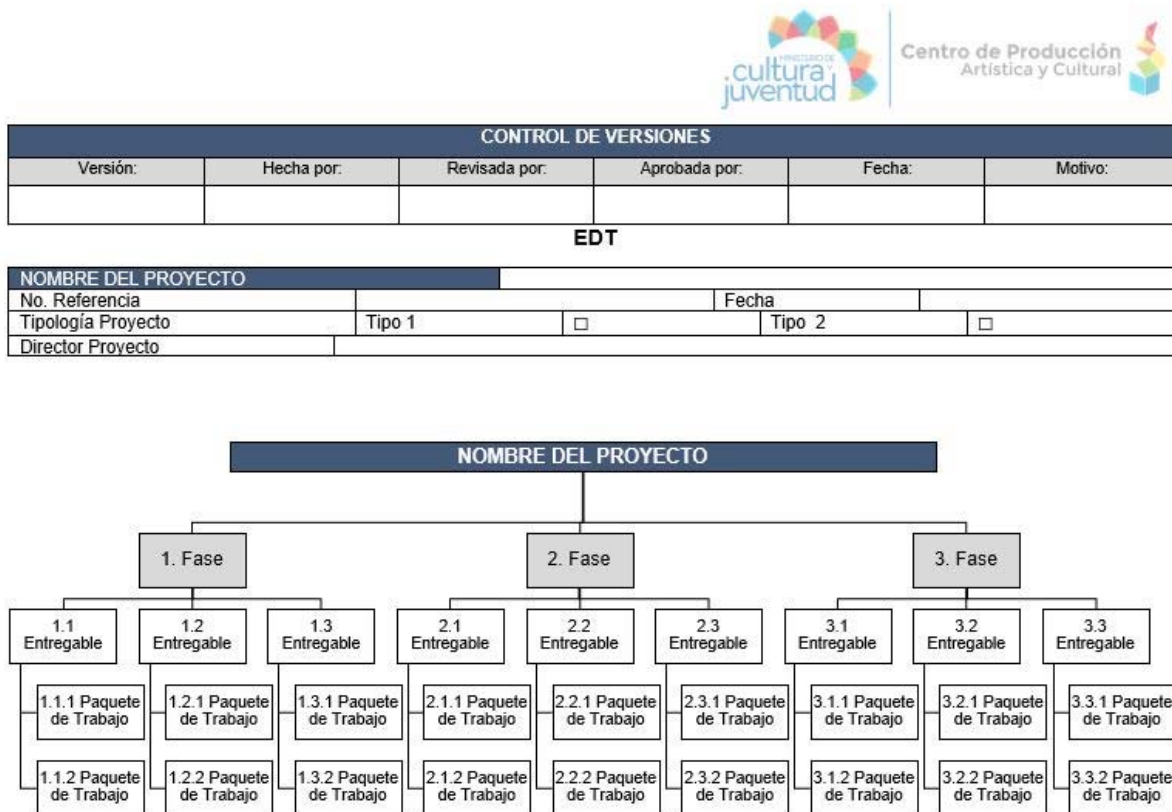 MINISTERIO DE
cultura y
juventud
Centro de Producción
Artística y Cultural
CONTROL DE VERSIONES
Versión: Hecha por: Revisada por: Aprobada por: Fecha: Motivo:
EDT
NOMBRE DEL PROYECTO
No. Referencia Fecha
Tipología Proyecto Tipo 1 ☐ Tipo 2 ☐
Director Proyecto
NOMBRE DEL PROYECTO
1. Fase 2. Fase 3. Fase
1.1 1.2 1.3 2.1 2.2 2.3 3.1 3.2 3.3
Entregable Entregable Entregable Entregable Entregable Entregable Entregable Entregable Entregable
1.1.1 Paquete 1.2.1 Paquete 1.3.1 Paquete 2.1.1 Paquete 2.2.1 Paquete 2.3.1 Paquete 3.1.1 Paquete 3.2.1 Paquete 3.3.1 Paquete
de Trabajo de Trabajo de Trabajo de Trabajo de Trabajo de Trabajo de Trabajo de Trabajo de Trabajo
1.1.2 Paquete 1.2.2 Paquete 1.3.2 Paquete 2.1.2 Paquete 2.2.2 Paquete 2.3.2 Paquete 3.1.2 Paquete 3.2.2 Paquete 3.3.2 Paquete
de Trabajo de Trabajo de Trabajo de Trabajo de Trabajo de Trabajo de Trabajo de Trabajo de Trabajo